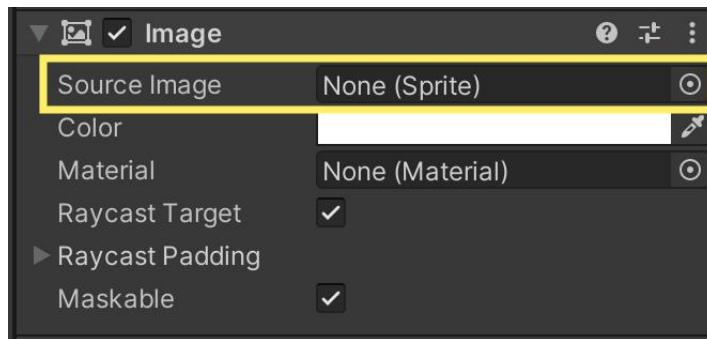 Image
Source Image None (Sprite)
Color
Material None (Material)
Raycast Target
Raycast Padding
Maskable